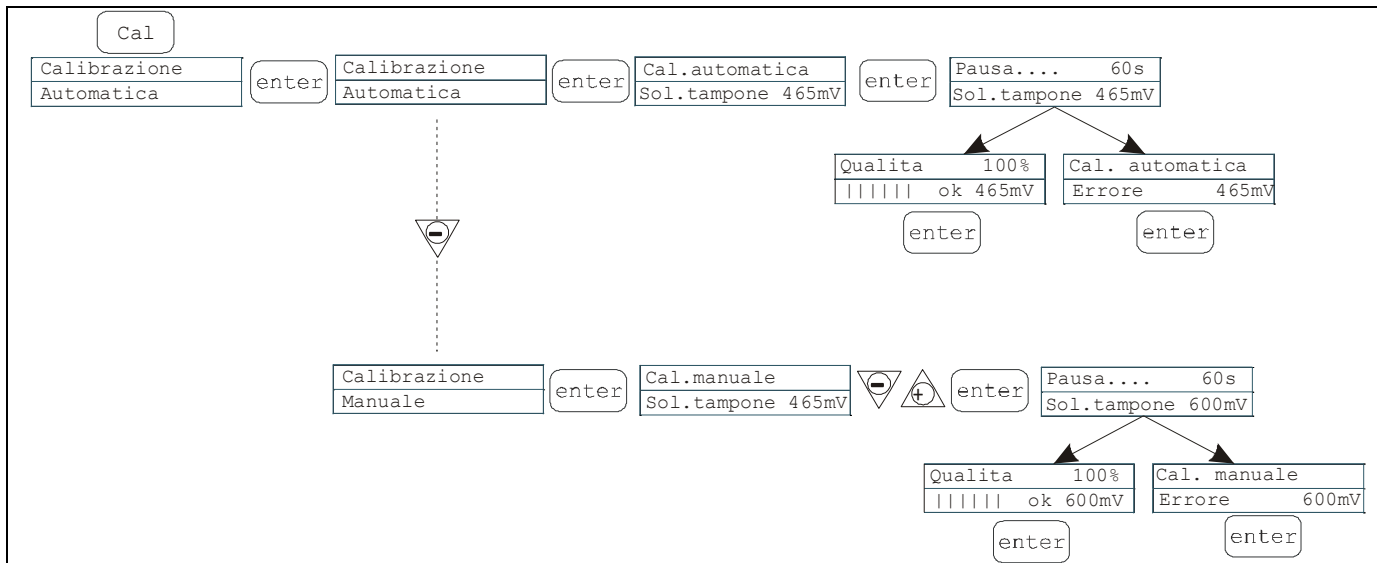 Cal
Calibrazione
Automatica
enter
Calibrazione
Automatica
enter
Cal.automatica
Sol.tampone 465mV
enter
Pausa.... 60s
Sol.tampone 465mV
Qualita 100%
|||||| ok 465mV
enter
Cal. automatica
Errore 465mV
enter
-
Calibrazione
Manuale
enter
Cal.manuale
Sol.tampone 465mV
- +
enter
Pausa.... 60s
Sol.tampone 600mV
Qualita 100%
|||||| ok 600mV
enter
Cal. manuale
Errore 600mV
enter